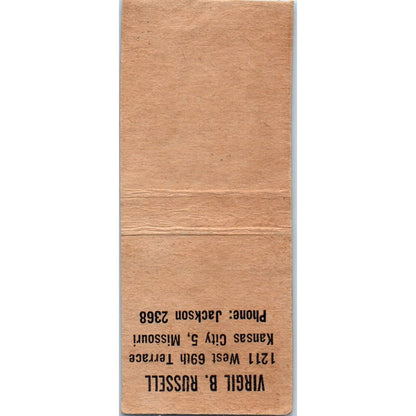 VIRGIL B. RUSSELL
1211 West 69th Terrace
Kansas City 5, Missouri
Phone: Jackson 2368